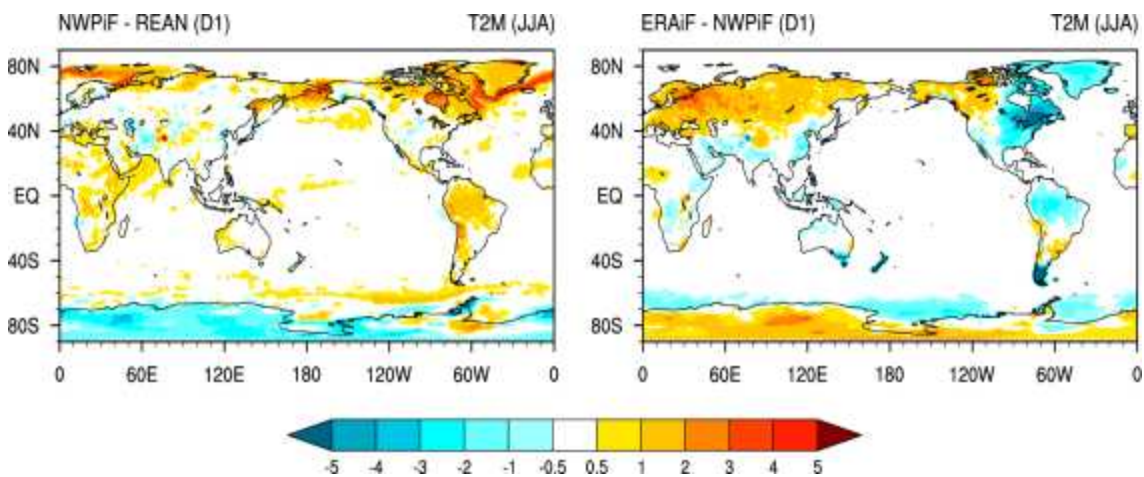 NWPiF - REAN (D1) T2M (JJA) ERAiF - NWPiF (D1) T2M (JJA)
80N 80N
40N 40N
EQ EQ
40S 40S
80S 80S
0 60E 120E 180 120W 60W 0 0 60E 120E 180 120W 60W 0
-5 -4 -3 -2 -1 -0.5 0.5 1 2 3 4 5